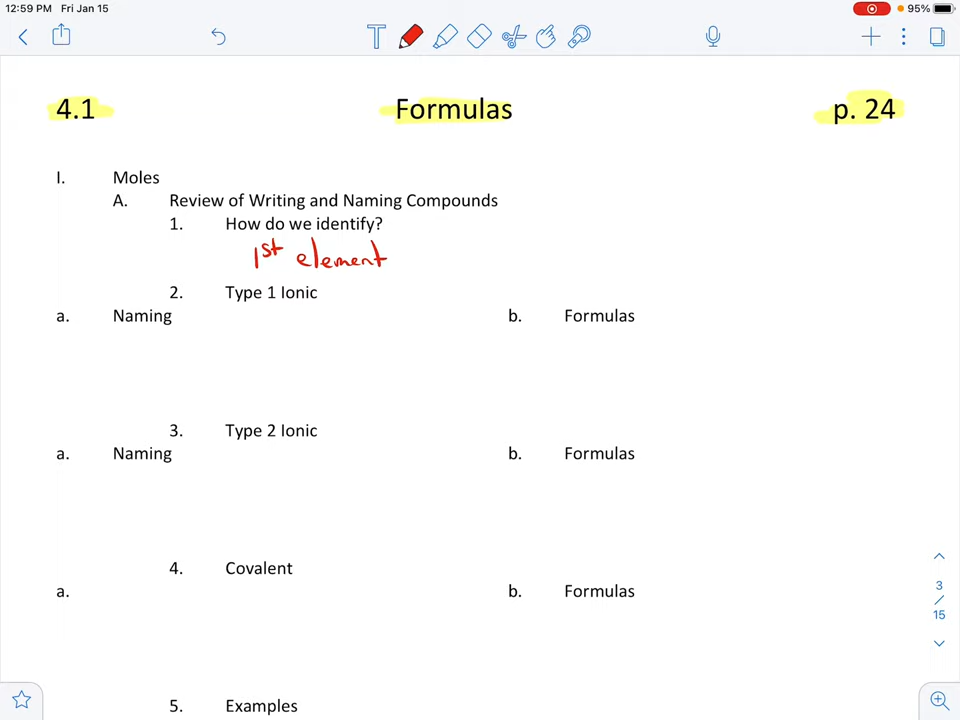 12:59 PM Fri Jan 15 95%
4.1 Formulas p. 24
I. Moles
A. Review of Writing and Naming Compounds
1. How do we identify?
1st element
2. Type 1 Ionic
a. Naming b. Formulas
3. Type 2 Ionic
a. Naming b. Formulas
4. Covalent
a. b. Formulas
3
/
15
5. Examples